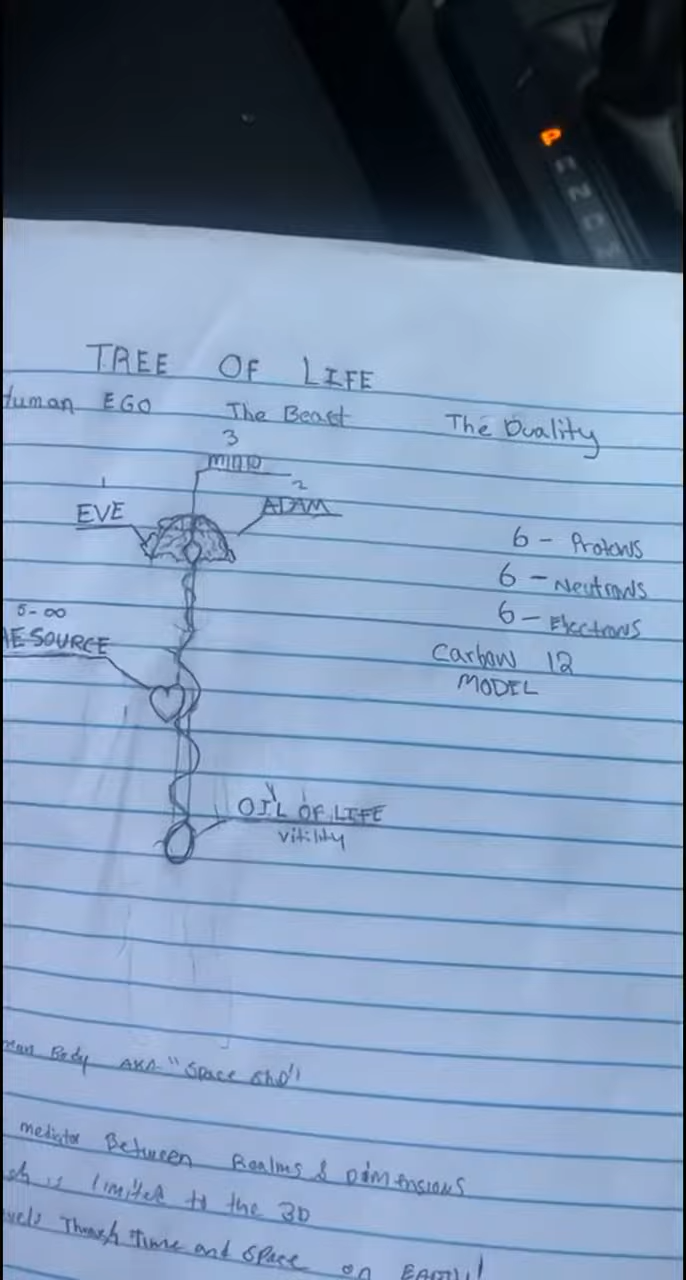 TREE OF LIFE
Human EGO The Beast The Duality
3
MIND
1
2
EVE
ADAM
6 - Protons
6 - Neutrons
6 - Electrons
5-∞
SOURCE
Carbon 12
MODEL
OIL OF LIFE
Vitility
Body AKA "Space Ship"
mediator Between Realms & Dimensions
is limited to the 3D
Through Time and Space on EARTH!